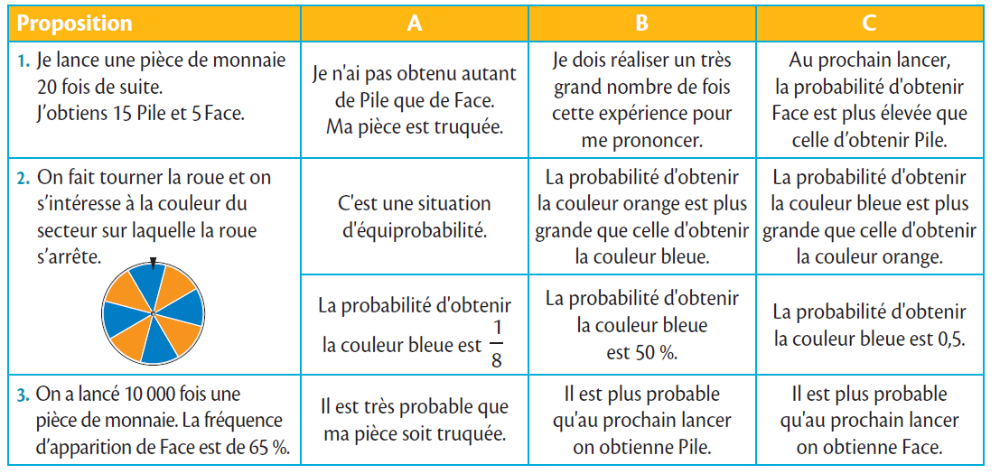 Proposition
A
B
C
1. Je lance une pièce de monnaie
20 fois de suite.
J’obtiens 15 Pile et 5 Face.
Je n'ai pas obtenu autant
de Pile que de Face.
Ma pièce est truquée.
Je dois réaliser un très
grand nombre de fois
cette expérience pour
me prononcer.
Au prochain lancer,
la probabilité d'obtenir
Face est plus élevée que
celle d’obtenir Pile.
2. On fait tourner la roue et on
s’intéresse à la couleur du
secteur sur laquelle la roue
s’arrête.
C'est une situation
d'équiprobabilité.
La probabilité d'obtenir
la couleur orange est plus
grande que celle d'obtenir
la couleur bleue.
La probabilité d'obtenir
la couleur bleue est plus
grande que celle d'obtenir
la couleur orange.
La probabilité d'obtenir
la couleur bleue est 1/8
La probabilité d'obtenir
la couleur bleue
est 50 %.
La probabilité d'obtenir
la couleur bleue est 0,5.
3. On a lancé 10 000 fois une
pièce de monnaie. La fréquence
d’apparition de Face est de 65 %.
Il est très probable que
ma pièce soit truquée.
Il est plus probable
qu'au prochain lancer
on obtienne Pile.
Il est plus probable
qu'au prochain lancer
on obtienne Face.